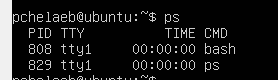 pchelaeb@ubuntu:~$ ps
  PID TTY          TIME CMD
  808 tty1     00:00:00 bash
  829 tty1     00:00:00 ps